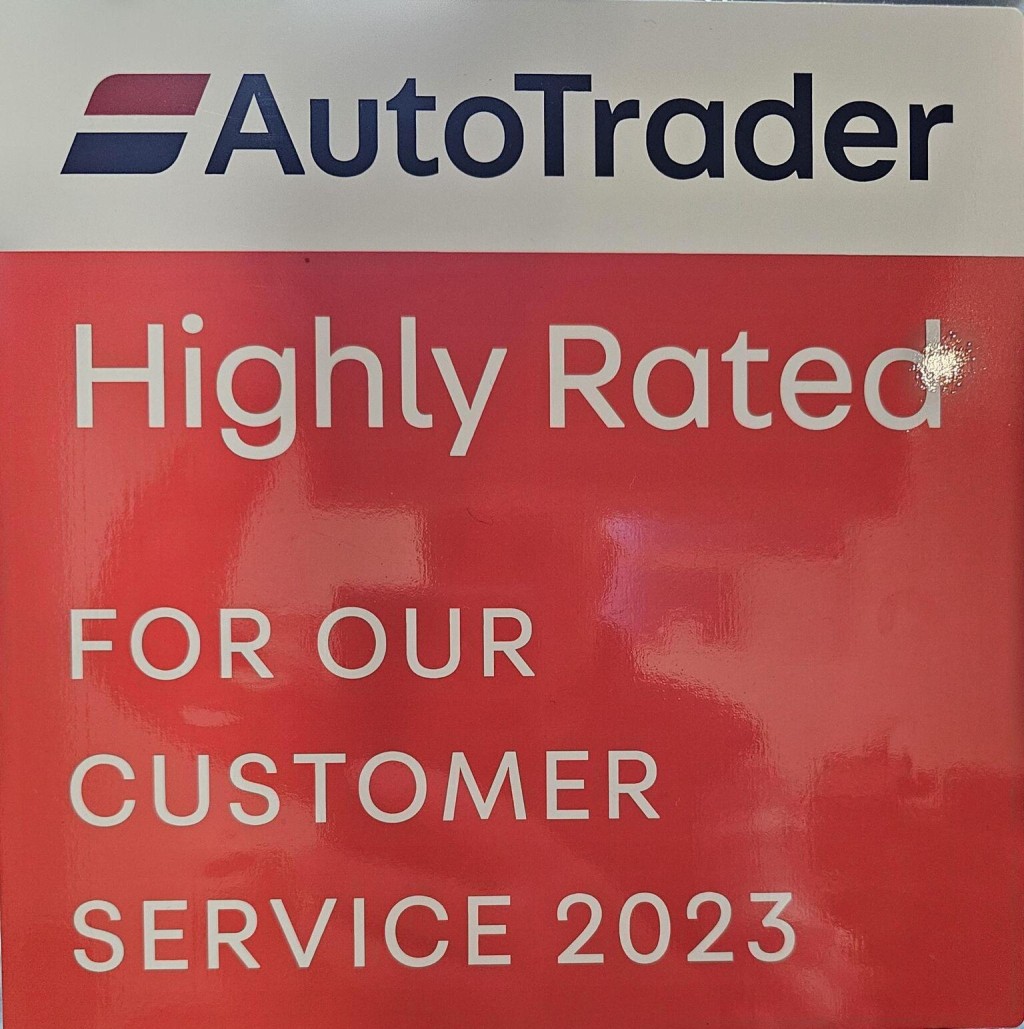 AutoTrader
Highly Rated
FOR OUR
CUSTOMER
SERVICE 2023